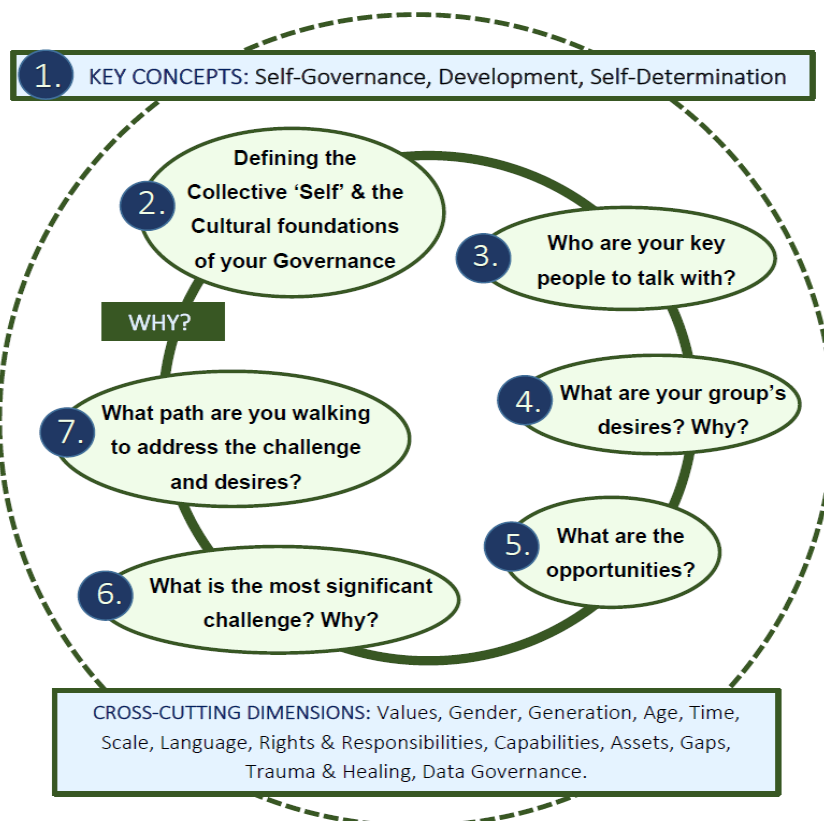 1. KEY CONCEPTS: Self-Governance, Development, Self-Determination
2. Defining the
Collective ‘Self’ & the
Cultural foundations
of your Governance
3. Who are your key
people to talk with?
4. What are your group’s
desires? Why?
5. What are the
opportunities?
6. What is the most significant
challenge? Why?
7. What path are you walking
to address the challenge
and desires?
WHY?
CROSS-CUTTING DIMENSIONS: Values, Gender, Generation, Age, Time,
Scale, Language, Rights & Responsibilities, Capabilities, Assets, Gaps,
Trauma & Healing, Data Governance.